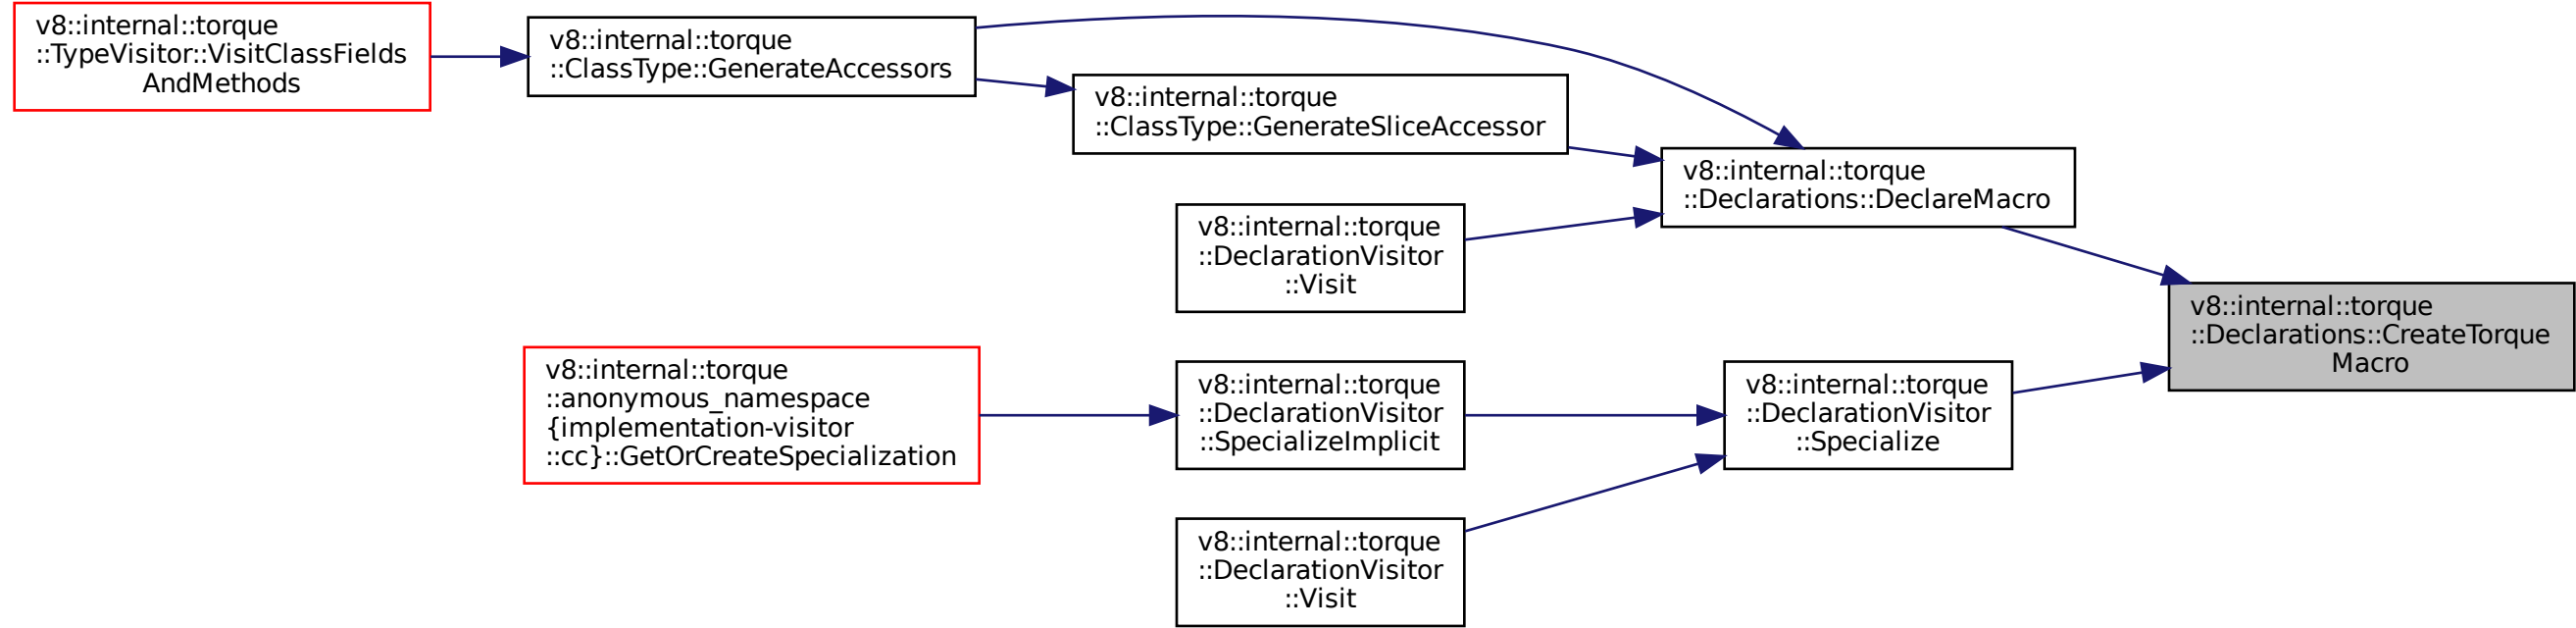 v8::internal::torque
::TypeVisitor::VisitClassFields
AndMethods
v8::internal::torque
::ClassType::GenerateAccessors
v8::internal::torque
::ClassType::GenerateSliceAccessor
v8::internal::torque
::Declarations::DeclareMacro
v8::internal::torque
::DeclarationVisitor
::Visit
v8::internal::torque
::Declarations::CreateTorque
Macro
v8::internal::torque
::anonymous_namespace
{implementation-visitor
::cc}::GetOrCreateSpecialization
v8::internal::torque
::DeclarationVisitor
::SpecializeImplicit
v8::internal::torque
::DeclarationVisitor
::Specialize
v8::internal::torque
::DeclarationVisitor
::Visit